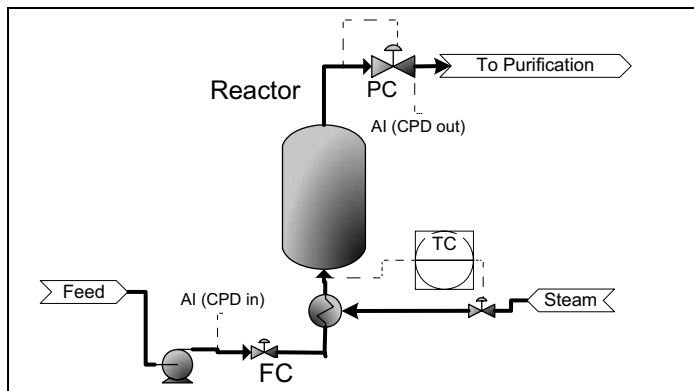 To Purification
PC
Reactor
AI (CPD out)
TC
Feed
AI (CPD in)
Steam
FC